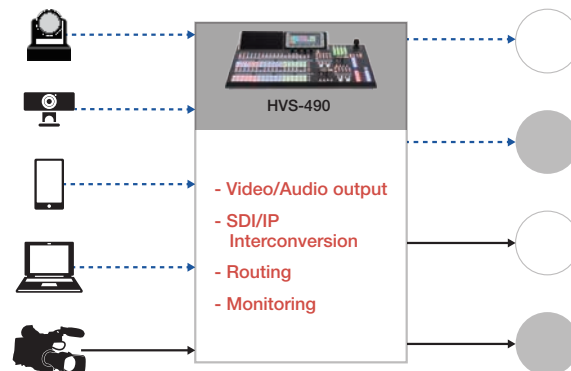 HVS-490
- Video/Audio output
- SDI/IP
Interconversion
- Routing
- Monitoring